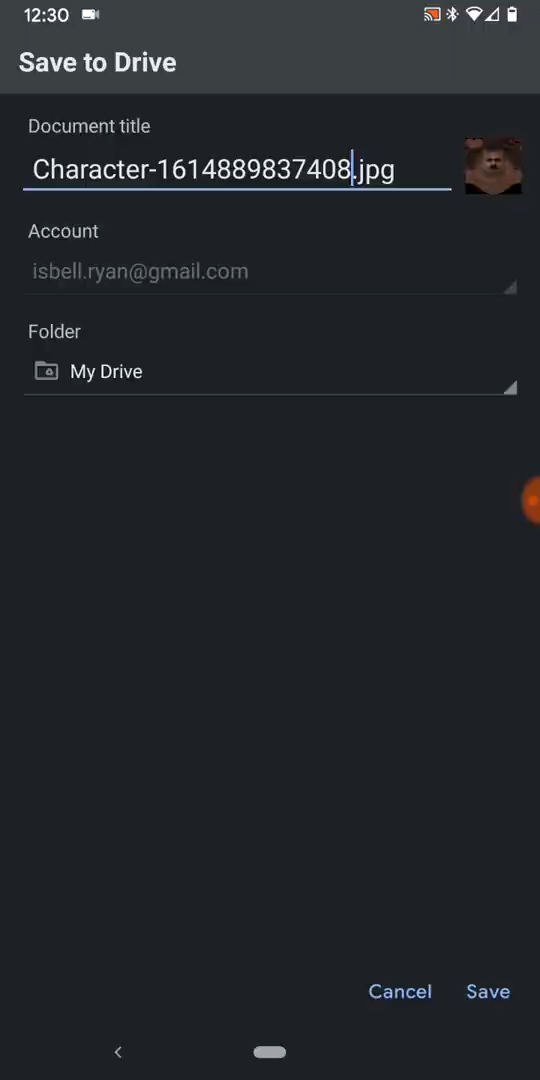 12:30
Save to Drive
Document title
Character-1614889837408.jpg
Account
isbell.ryan@gmail.com
Folder
My Drive
Cancel
Save